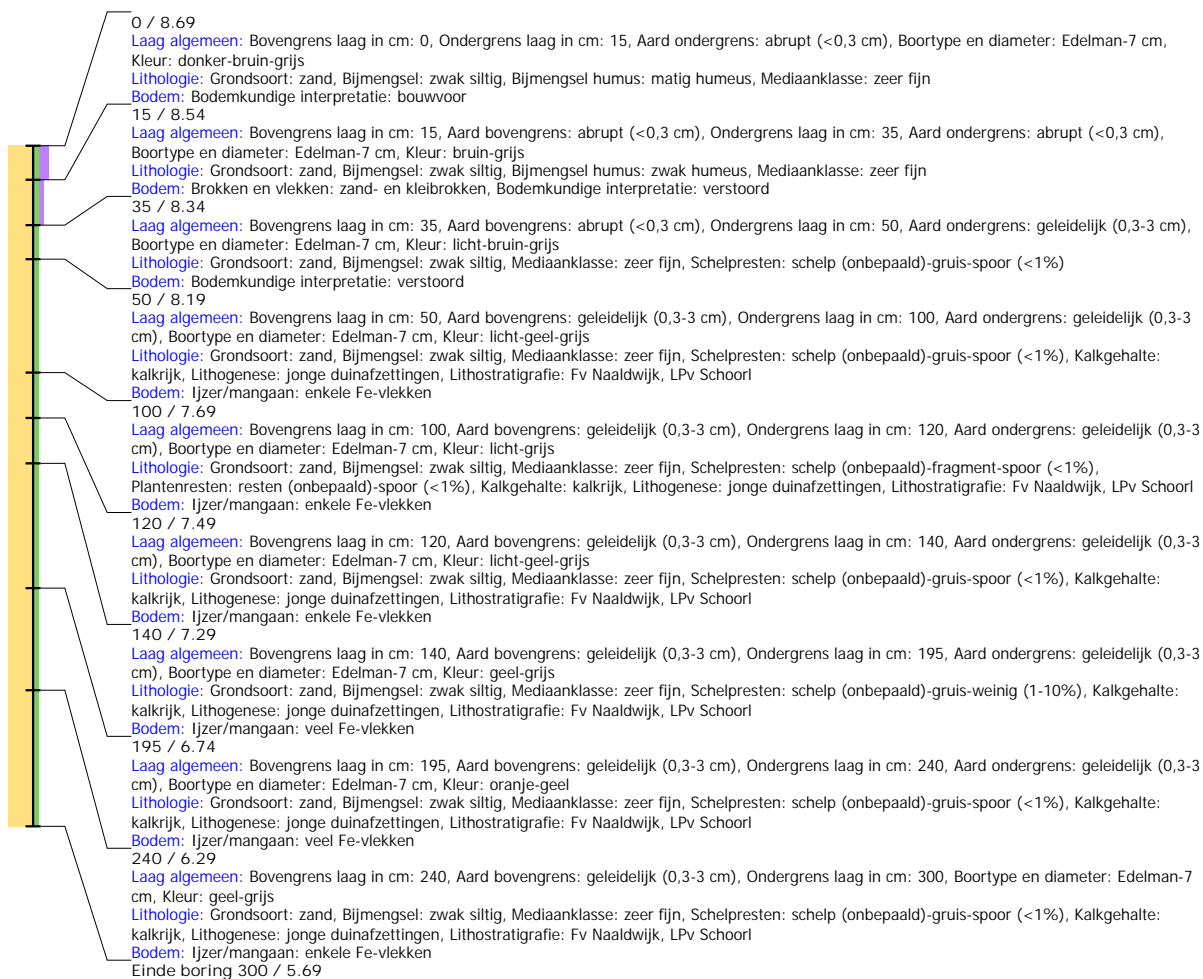 0 / 8.69
Laag algemeen: Bovengrens laag in cm: 0, Ondergrens laag in cm: 15, Aard ondergrens: abrupt (<0,3 cm), Boortype en diameter: Edelman-7 cm,
Kleur: donker-bruin-grijs
Lithologie: Grondsoort: zand, Bijmengsel: zwak siltig, Bijmengsel humus: matig humeus, Mediaanklasse: zeer fijn
Bodem: Bodemkundige interpretatie: bouwvoor
15 / 8.54
Laag algemeen: Bovengrens laag in cm: 15, Aard bovengrens: abrupt (<0,3 cm), Ondergrens laag in cm: 35, Aard ondergrens: abrupt (<0,3 cm),
Boortype en diameter: Edelman-7 cm, Kleur: bruin-grijs
Lithologie: Grondsoort: zand, Bijmengsel: zwak siltig, Bijmengsel humus: zwak humeus, Mediaanklasse: zeer fijn
Bodem: Brokken en vlekken: zand- en kleibrokken, Bodemkundige interpretatie: verstoord
35 / 8.34
Laag algemeen: Bovengrens laag in cm: 35, Aard bovengrens: abrupt (<0,3 cm), Ondergrens laag in cm: 50, Aard ondergrens: geleidelijk (0,3-3 cm),
Boortype en diameter: Edelman-7 cm, Kleur: licht-bruin-grijs
Lithologie: Grondsoort: zand, Bijmengsel: zwak siltig, Mediaanklasse: zeer fijn, Schelpresten: schelp (onbepaald)-gruis-spoor (<1%)
Bodem: Bodemkundige interpretatie: verstoord
50 / 8.19
Laag algemeen: Bovengrens laag in cm: 50, Aard bovengrens: geleidelijk (0,3-3 cm), Ondergrens laag in cm: 100, Aard ondergrens: geleidelijk (0,3-3
cm), Boortype en diameter: Edelman-7 cm, Kleur: licht-geel-grijs
Lithologie: Grondsoort: zand, Bijmengsel: zwak siltig, Mediaanklasse: zeer fijn, Schelpresten: schelp (onbepaald)-gruis-spoor (<1%), Kalkgehalte:
kalkrijk, Lithogenese: jonge duinafzettingen, Lithostratigrafie: Fv Naaldwijk, LPv Schoorl
Bodem: Ijzer/mangaan: enkele Fe-vlekken
100 / 7.69
Laag algemeen: Bovengrens laag in cm: 100, Aard bovengrens: geleidelijk (0,3-3 cm), Ondergrens laag in cm: 120, Aard ondergrens: geleidelijk (0,3-3
cm), Boortype en diameter: Edelman-7 cm, Kleur: licht-grijs
Lithologie: Grondsoort: zand, Bijmengsel: zwak siltig, Mediaanklasse: zeer fijn, Schelpresten: schelp (onbepaald)-fragment-spoor (<1%),
Plantenresten: resten (onbepaald)-spoor (<1%), Kalkgehalte: kalkrijk, Lithogenese: jonge duinafzettingen, Lithostratigrafie: Fv Naaldwijk, LPv Schoorl
Bodem: Ijzer/mangaan: enkele Fe-vlekken
120 / 7.49
Laag algemeen: Bovengrens laag in cm: 120, Aard bovengrens: geleidelijk (0,3-3 cm), Ondergrens laag in cm: 140, Aard ondergrens: geleidelijk (0,3-3
cm), Boortype en diameter: Edelman-7 cm, Kleur: licht-geel-grijs
Lithologie: Grondsoort: zand, Bijmengsel: zwak siltig, Mediaanklasse: zeer fijn, Schelpresten: schelp (onbepaald)-gruis-spoor (<1%), Kalkgehalte:
kalkrijk, Lithogenese: jonge duinafzettingen, Lithostratigrafie: Fv Naaldwijk, LPv Schoorl
Bodem: Ijzer/mangaan: enkele Fe-vlekken
140 / 7.29
Laag algemeen: Bovengrens laag in cm: 140, Aard bovengrens: geleidelijk (0,3-3 cm), Ondergrens laag in cm: 195, Aard ondergrens: geleidelijk (0,3-3
cm), Boortype en diameter: Edelman-7 cm, Kleur: geel-grijs
Lithologie: Grondsoort: zand, Bijmengsel: zwak siltig, Mediaanklasse: zeer fijn, Schelpresten: schelp (onbepaald)-gruis-weinig (1-10%), Kalkgehalte:
kalkrijk, Lithogenese: jonge duinafzettingen, Lithostratigrafie: Fv Naaldwijk, LPv Schoorl
Bodem: Ijzer/mangaan: veel Fe-vlekken
195 / 6.74
Laag algemeen: Bovengrens laag in cm: 195, Aard bovengrens: geleidelijk (0,3-3 cm), Ondergrens laag in cm: 240, Aard ondergrens: geleidelijk (0,3-3
cm), Boortype en diameter: Edelman-7 cm, Kleur: oranje-geel
Lithologie: Grondsoort: zand, Bijmengsel: zwak siltig, Mediaanklasse: zeer fijn, Schelpresten: schelp (onbepaald)-gruis-spoor (<1%), Kalkgehalte:
kalkrijk, Lithogenese: jonge duinafzettingen, Lithostratigrafie: Fv Naaldwijk, LPv Schoorl
Bodem: Ijzer/mangaan: veel Fe-vlekken
240 / 6.29
Laag algemeen: Bovengrens laag in cm: 240, Aard bovengrens: geleidelijk (0,3-3 cm), Ondergrens laag in cm: 300, Boortype en diameter: Edelman-7
cm, Kleur: geel-grijs
Lithologie: Grondsoort: zand, Bijmengsel: zwak siltig, Mediaanklasse: zeer fijn, Schelpresten: schelp (onbepaald)-gruis-spoor (<1%), Kalkgehalte:
kalkrijk, Lithogenese: jonge duinafzettingen, Lithostratigrafie: Fv Naaldwijk, LPv Schoorl
Bodem: Ijzer/mangaan: enkele Fe-vlekken
Einde boring 300 / 5.69